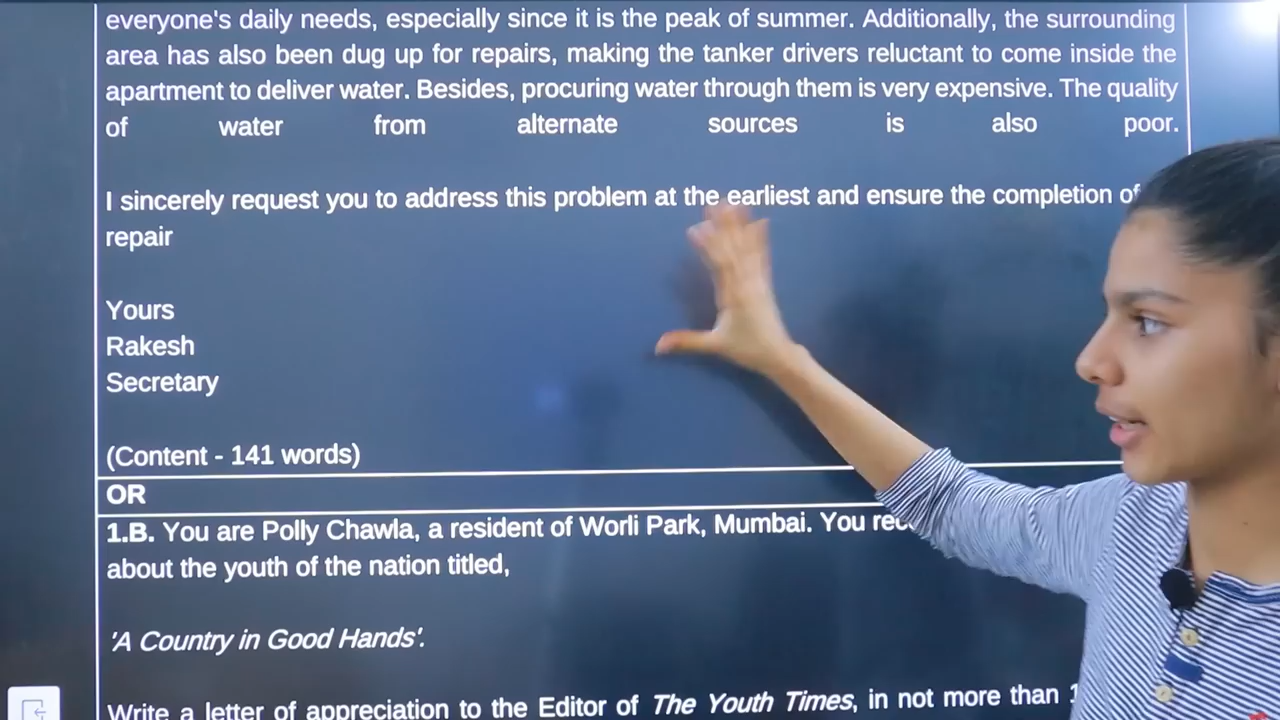 everyone's daily needs, especially since it is the peak of summer. Additionally, the surrounding
area has also been dug up for repairs, making the tanker drivers reluctant to come inside the
apartment to deliver water. Besides, procuring water through them is very expensive. The quality
of water from alternate sources is also poor.
I sincerely request you to address this problem at the earliest and ensure the completion of
repair
Yours
Rakesh
Secretary
(Content - 141 words)
OR
1.B. You are Polly Chawla, a resident of Worli Park, Mumbai. You
about the youth of the nation titled,
'A Country in Good Hands'.
Write a letter of appreciation to the Editor of The Youth Times, in not more than